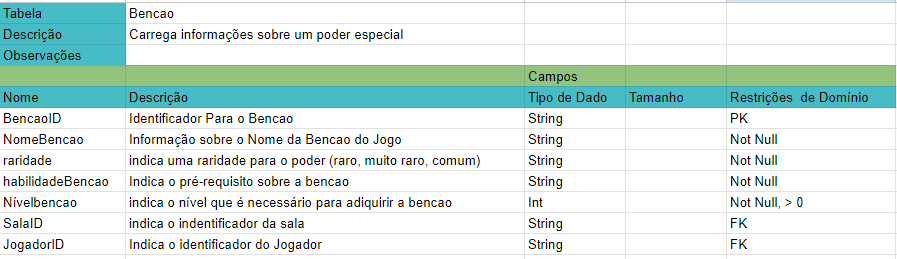 Tabela Bencao
Descrição Carrega informações sobre um poder especial
Observações
Campos
Nome Descrição Tipo de Dado Tamanho Restrições de Domínio
BencaoID Identificador Para o Bencao String PK
NomeBencao Informação sobre o Nome da Bencao do Jogo String Not Null
raridade indica uma raridade para o poder (raro, muito raro, comum) String Not Null
habilidadeBencao Indica o pré-requisito sobre a bencao String Not Null
Nívelbencao indica o nível que é necessário para adiquirir a bencao Int Not Null, > 0
SalaID indica o indentificador da sala String FK
JogadorID Indica o identificador do Jogador String FK